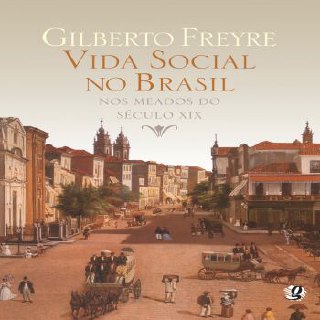 GILBERTO FREYRE
VIDA SOCIAL
NO BRASIL
NOS MEADOS DO
SÉCULO XIX
g